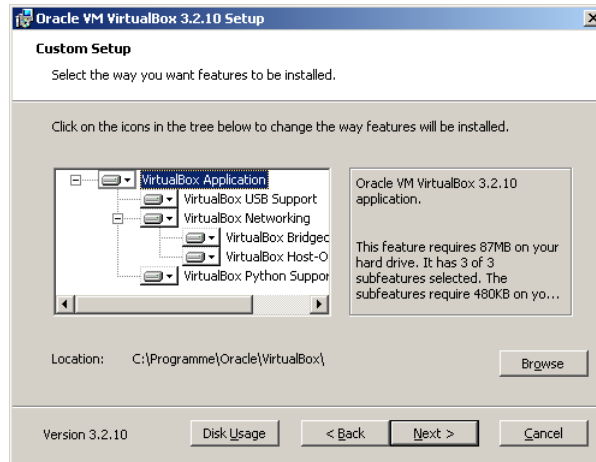 Oracle VM VirtualBox 3.2.10 Setup
Custom Setup
Select the way you want features to be installed.
Click on the icons in the tree below to change the way features will be installed.
VirtualBox Application
VirtualBox USB Support
VirtualBox Networking
VirtualBox Bridged
VirtualBox Host-O
VirtualBox Python Suppor
Oracle VM VirtualBox 3.2.10
application.
This feature requires 87MB on your
hard drive. It has 3 of 3
subfeatures selected. The
subfeatures require 480KB on yo...
Location: C:\Programme\Oracle\VirtualBox\
Browse
Version 3.2.10 Disk Usage < Back Next > Cancel